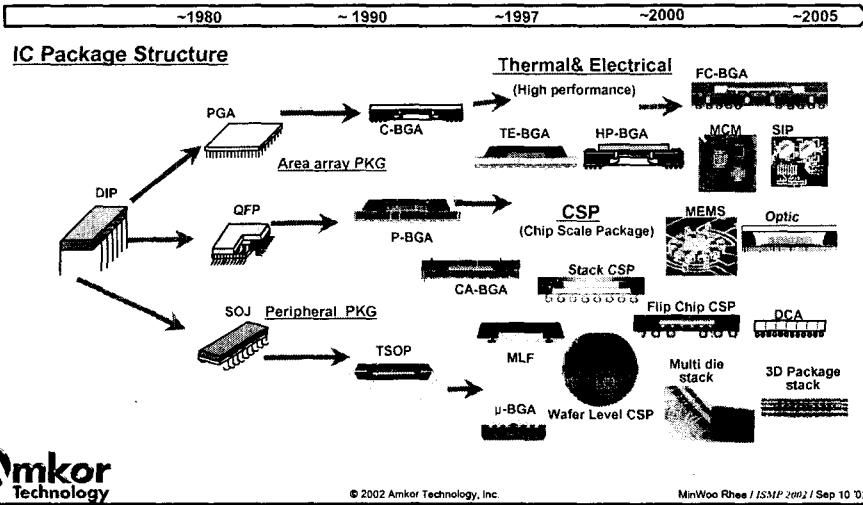 ~1980 ~1990 ~1997 ~2000 ~2005
IC Package Structure
Thermal& Electrical
(High performance)
FC-BGA
PGA
C-BGA
TE-BGA
HP-BGA
MCM
SIP
Area array PKG
DIP
QFP
P-BGA
CSP
(Chip Scale Package)
MEMS
Optic
CA-BGA
Stack CSP
SOJ
Peripheral PKG
Flip Chip CSP
DCA
TSOP
MLF
Multi die
stack
3D Package
stack
µ-BGA
Wafer Level CSP
Amkor
Technology
© 2002 Amkor Technology, Inc.
MinWoo Rhee / ISMP 2002 / Sep 10 '0